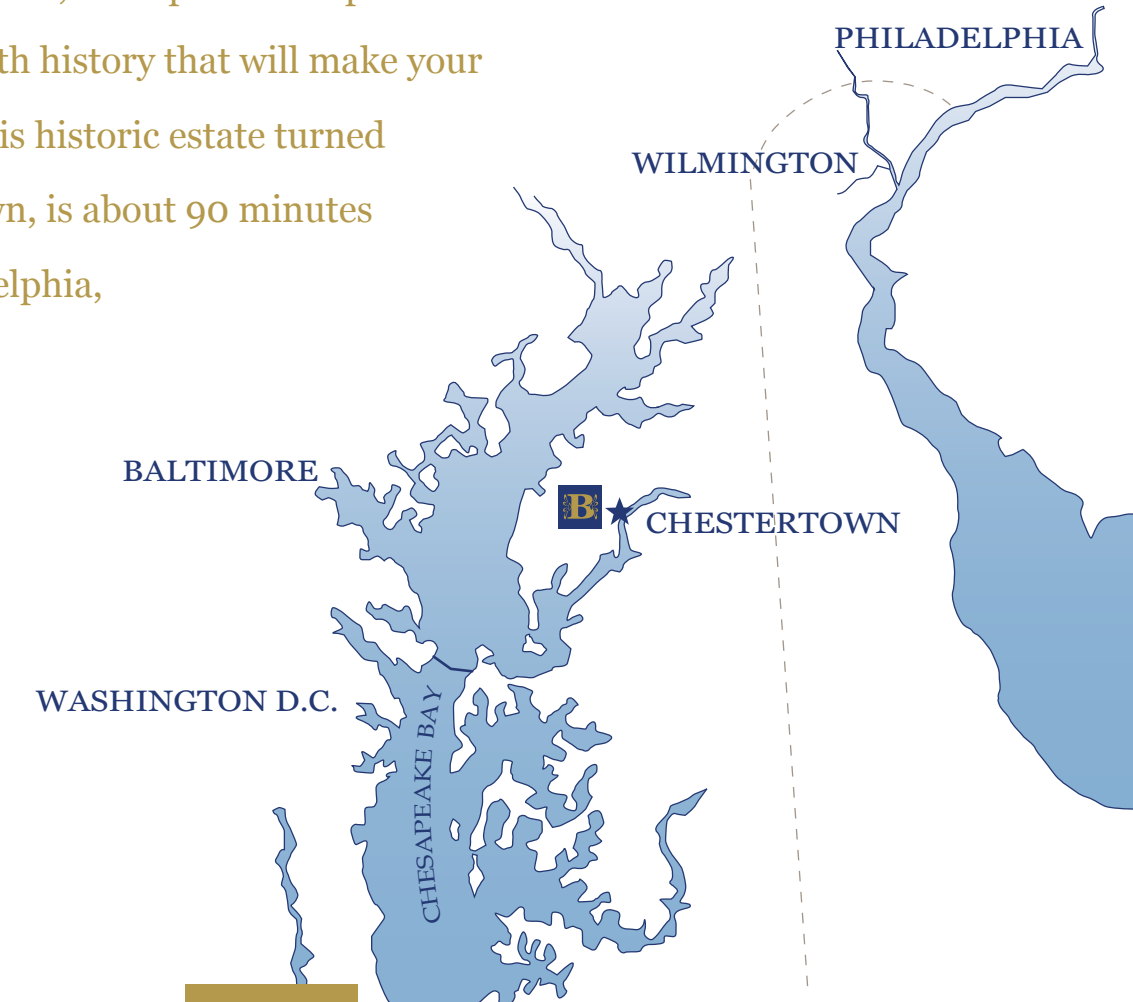 th history that will make your
is historic estate turned
n, is about 90 minutes
elphia,
PHILADELPHIA
WILMINGTON
BALTIMORE
B
CHESTERTOWN
WASHINGTON D.C.
CHESAPEAKE BAY